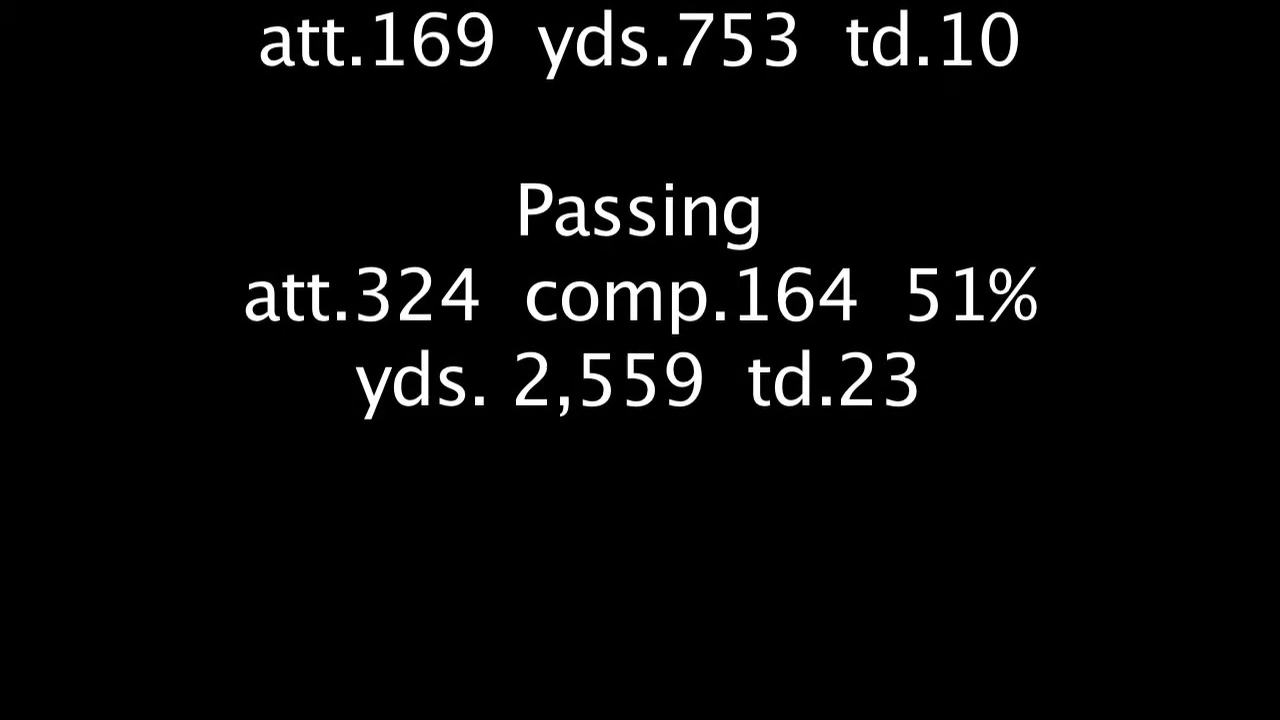 att.169 yds.753 td.10
Passing
att.324 comp.164 51%
yds. 2,559 td.23